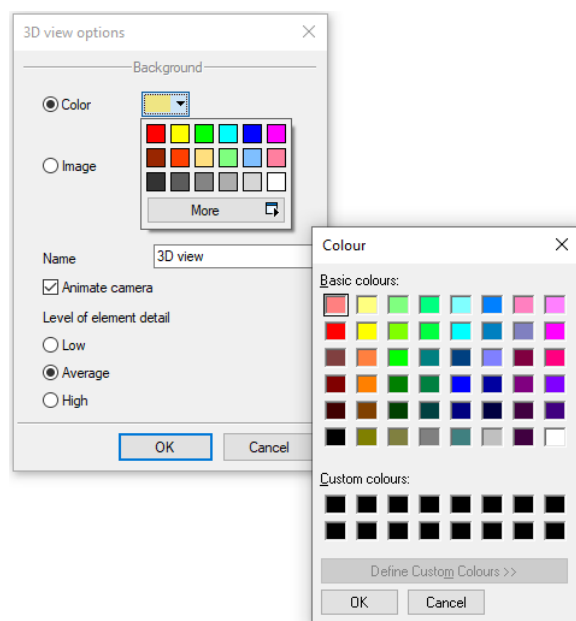 3D view options
Background
Color
Image
More
Name
3D view
Animate camera
Level of element detail
Low
Average
High
OK
Cancel
Colour
Basic colours:
Custom colours:
Define Custom Colours >>
OK
Cancel